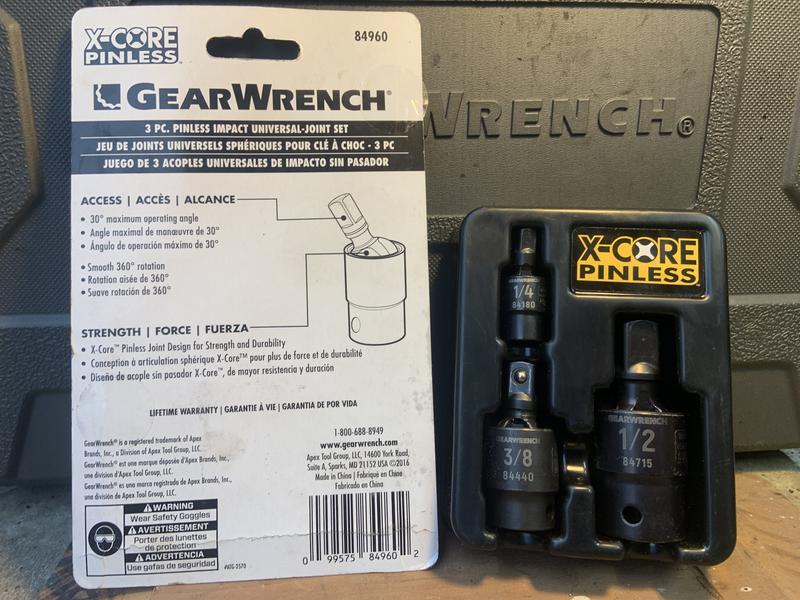 X-CORE
PINLESS®
84960
GEARWRENCH®
3 PC. PINLESS IMPACT UNIVERSAL-JOINT SET
JEU DE JOINTS UNIVERSELS SPHÉRIQUES POUR CLÉ À CHOC - 3 PC
JUEGO DE 3 ACOPLES UNIVERSALES DE IMPACTO SIN PASADOR
ACCESS | ACCÈS | ALCANCE
• 30° maximum operating angle
• Angle maximal de manœuvre de 30°
• Ángulo de operación máximo de 30°
• Smooth 360° rotation
• Rotation aisée de 360°
• Suave rotación de 360°
STRENGTH | FORCE | FUERZA
• X-Core™ Pinless Joint Design for Strength and Durability
• Conception à articulation sphérique X-Core™ pour plus de force et de durabilité
• Diseño de acople sin pasador X-Core™, de mayor resistencia y duración
LIFETIME WARRANTY | GARANTIE À VIE | GARANTIA DE POR VIDA
GearWrench® is a registered trademark of Apex
Brands, Inc., a Division of Apex Tool Group, LLC.
GearWrench® est une marque déposée d'Apex Brands, Inc.,
une division d'Apex Tool Group, LLC.
GearWrench® es una marca registrada de Apex Brands, Inc.,
una división de Apex Tool Group, LLC.
1-800-688-8949
www.gearwrench.com
Apex Tool Group, LLC, 14600 York Road,
Suite A, Sparks, MD 21152 USA ©2016
Made in China | Fabriqué en Chine
Fabricado en China
WARNING
Wear Safety Goggles
AVERTISSEMENT
Porter des lunettes
de protection
ADVERTENCIA
Use gafas de seguridad
#ATG-2570
0 99575 84960 2
WRENCH®
X-CORE
PINLESS™
GEARWRENCH
1/4
84180
GEARWRENCH
3/8
84440
GEARWRENCH
1/2
84715